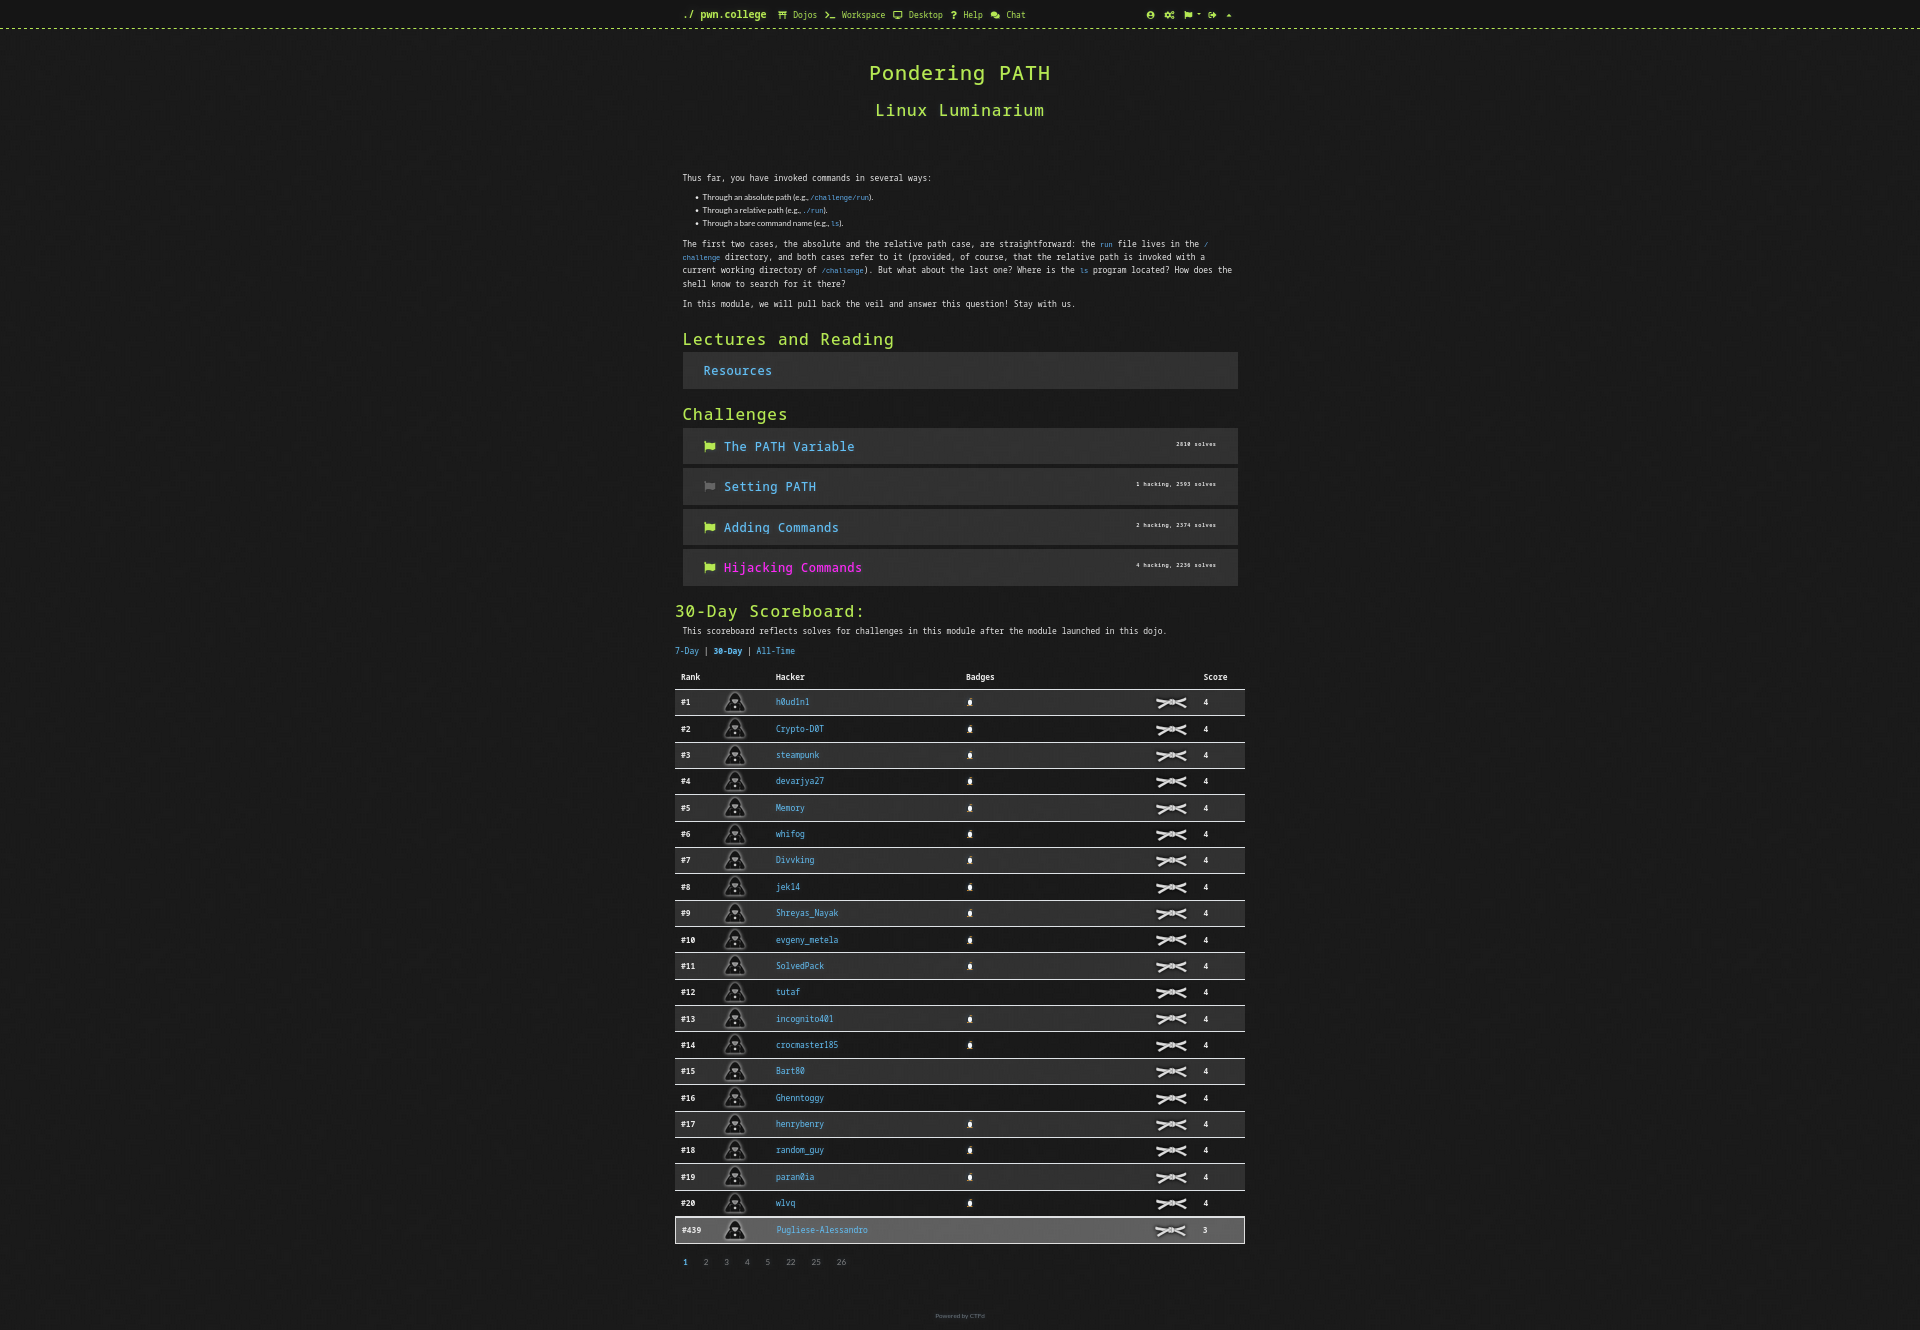 ./ pwn.college Dojos Workspace Desktop Help Chat
Pondering PATH
Linux Luminarium
Thus far, you have invoked commands in several ways:
• Through an absolute path (e.g., /challenge/run).
• Through a relative path (e.g., ./run).
• Through a bare command name (e.g., ls).
The first two cases, the absolute and the relative path case, are straightforward: the run file lives in the /
challenge directory, and both cases refer to it (provided, of course, that the relative path is invoked with a
current working directory of /challenge). But what about the last one? Where is the ls program located? How does the
shell know to search for it there?
In this module, we will pull back the veil and answer this question! Stay with us.
Lectures and Reading
Resources
Challenges
The PATH Variable 2610 solves
Setting PATH 1 hacking, 2593 solves
Adding Commands 2 hacking, 2374 solves
Hijacking Commands 4 hacking, 2236 solves
30-Day Scoreboard:
This scoreboard reflects solves for challenges in this module after the module launched in this dojo.
7-Day | 30-Day | All-Time
Rank Hacker Badges Score
#1 h0ud1n1 4
#2 Crypto-D0T 4
#3 steampunk 4
#4 devarjya27 4
#5 Memory 4
#6 whifog 4
#7 Divvking 4
#8 jek14 4
#9 Shreyas_Nayak 4
#10 evgeny_metela 4
#11 SolvedPack 4
#12 tutaf 4
#13 incognito401 4
#14 crocmaster185 4
#15 Bart80 4
#16 Ghenntoggy 4
#17 henrybenry 4
#18 random_guy 4
#19 paran0ia 4
#20 wlvq 4
#439 Pugliese-Alessandro 3
1 2 3 4 5 22 25 26
Powered by CTFd